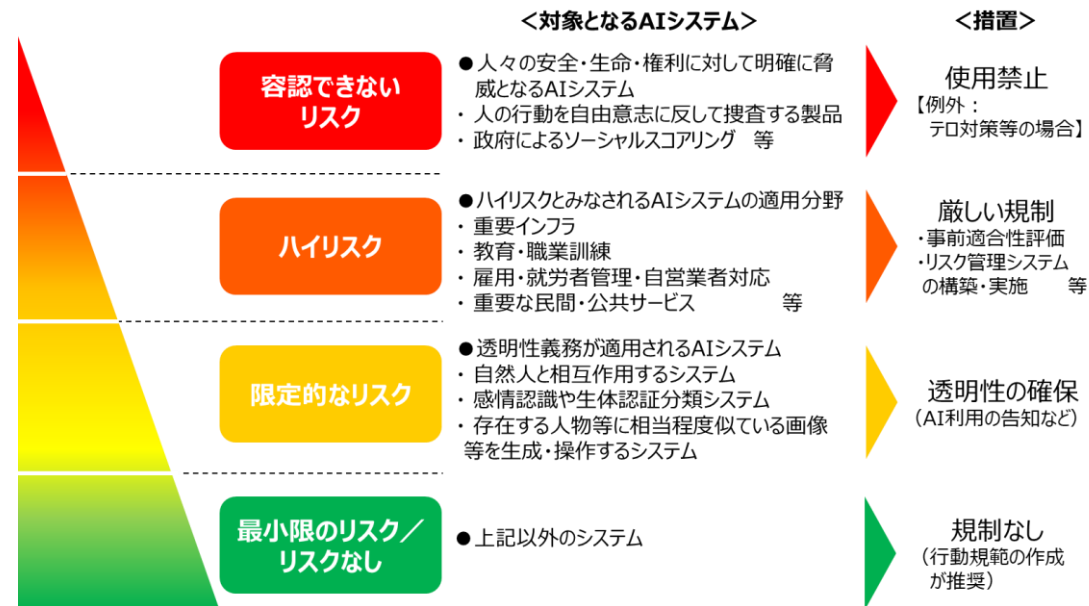 <対象となるAIシステム>
<措置>
容認できない
リスク
●人々の安全・生命・権利に対して明確に脅
威となるAIシステム
・人の行動を自由意志に反して捜査する製品
・政府によるソーシャルスコアリング 等
使用禁止
【例外：
テロ対策等の場合】
ハイリスク
●ハイリスクとみなされるAIシステムの適用分野
・重要インフラ
・教育・職業訓練
・雇用・就労者管理・自営業者対応
・重要な民間・公共サービス 等
厳しい規制
・事前適合性評価
・リスク管理システム
の構築・実施 等
限定的なリスク
●透明性義務が適用されるAIシステム
・自然人と相互作用するシステム
・感情認識や生体認証分類システム
・存在する人物等に相当程度似ている画像
等を生成・操作するシステム
透明性の確保
（AI利用の告知など）
最小限のリスク／
リスクなし
●上記以外のシステム
規制なし
（行動規範の作成
が推奨）